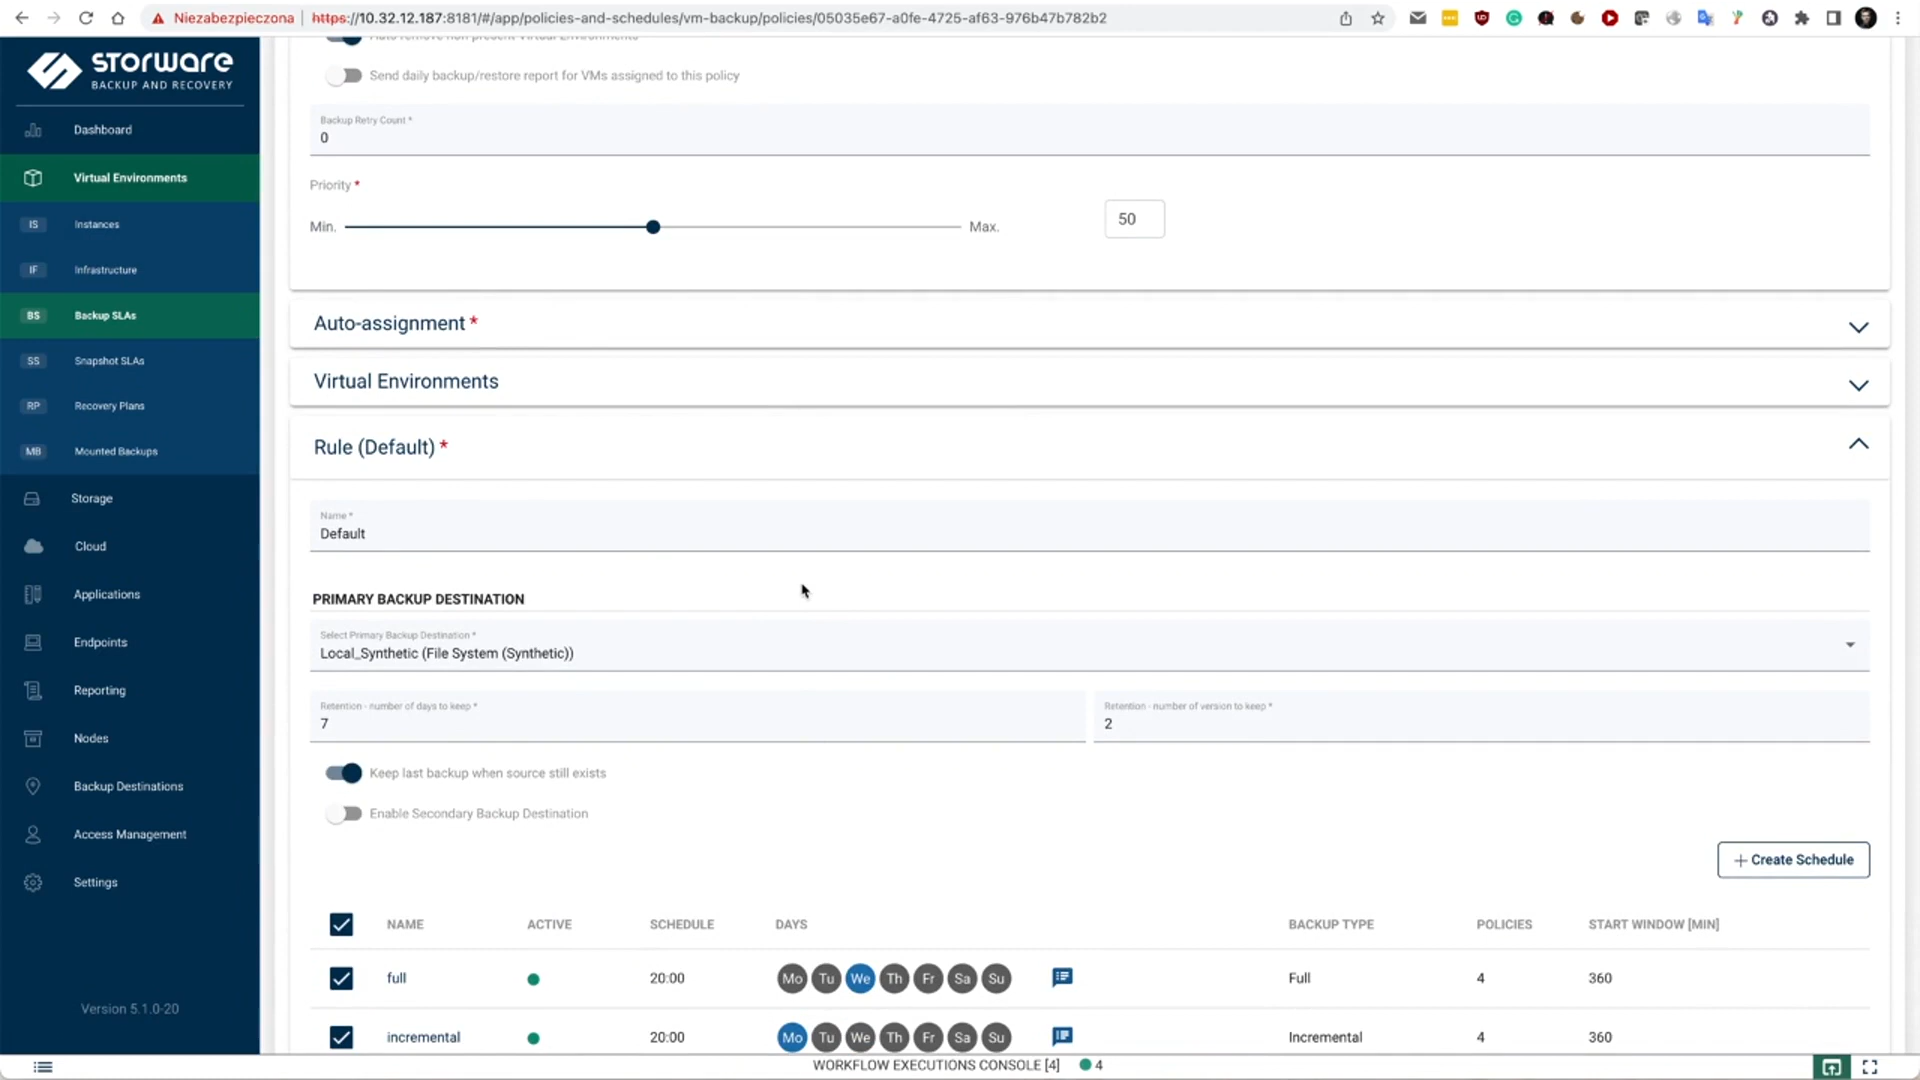 Niezabezpieczona
https://10.32.12.187:8181/#/app/policies-and-schedules/vm-backup/policies/05035e67-a0fe-4725-af63-976b47b782b2
STORWARE
BACKUP AND RECOVERY
Dashboard
Virtual Environments
IS Instances
IF Infrastructure
BS Backup SLAs
SS Snapshot SLAs
RP Recovery Plans
MB Mounted Backups
Storage
Cloud
Applications
Endpoints
Reporting
Nodes
Backup Destinations
Access Management
Settings
Version 5.1.0-20
Auto remove non present Virtual Environments
Send daily backup/restore report for VMs assigned to this policy
Backup Retry Count *
0
Priority *
Min. Max. 50
Auto-assignment *
Virtual Environments
Rule (Default) *
Name *
Default
PRIMARY BACKUP DESTINATION
Select Primary Backup Destination *
Local_Synthetic (File System (Synthetic))
Retention - number of days to keep *
7
Retention - number of version to keep *
2
Keep last backup when source still exists
Enable Secondary Backup Destination
+ Create Schedule
NAME ACTIVE SCHEDULE DAYS BACKUP TYPE POLICIES START WINDOW [MIN]
full 20:00 Mo Tu We Th Fr Sa Su Full 4 360
incremental 20:00 Mo Tu We Th Fr Sa Su Incremental 4 360
WORKFLOW EXECUTIONS CONSOLE [4] 4